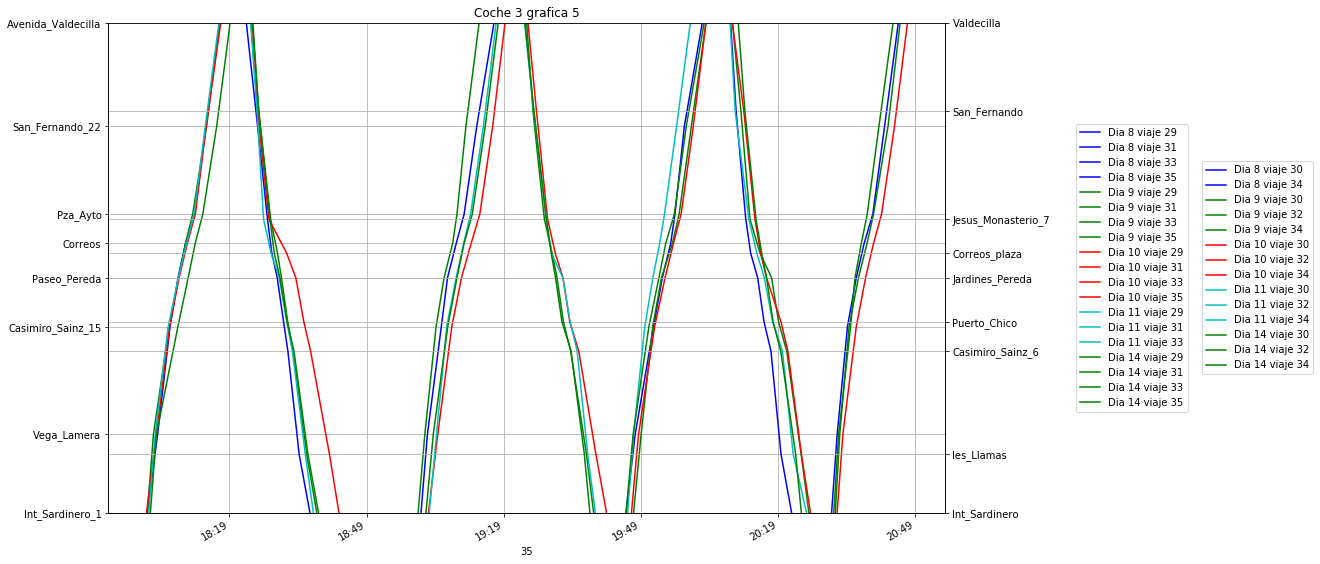 Coche 3 grafica 5
Avenida_Valdecilla
San_Fernando_22
Pza_Ayto
Correos
Paseo_Pereda
Casimiro_Sainz_15
Vega_Lamera
Int_Sardinero_1
Valdecilla
San_Fernando
Jesus_Monasterio_7
Correos_plaza
Jardines_Pereda
Puerto_Chico
Casimiro_Sainz_6
Ies_Llamas
Int_Sardinero
18:19
18:49
19:19
19:49
20:19
20:49
35
Dia 8 viaje 29
Dia 8 viaje 31
Dia 8 viaje 33
Dia 8 viaje 35
Dia 9 viaje 29
Dia 9 viaje 31
Dia 9 viaje 33
Dia 9 viaje 35
Dia 10 viaje 29
Dia 10 viaje 31
Dia 10 viaje 33
Dia 10 viaje 35
Dia 11 viaje 29
Dia 11 viaje 31
Dia 11 viaje 33
Dia 14 viaje 29
Dia 14 viaje 31
Dia 14 viaje 33
Dia 14 viaje 35
Dia 8 viaje 30
Dia 8 viaje 34
Dia 9 viaje 30
Dia 9 viaje 32
Dia 9 viaje 34
Dia 10 viaje 30
Dia 10 viaje 32
Dia 10 viaje 34
Dia 11 viaje 30
Dia 11 viaje 32
Dia 11 viaje 34
Dia 14 viaje 30
Dia 14 viaje 32
Dia 14 viaje 34